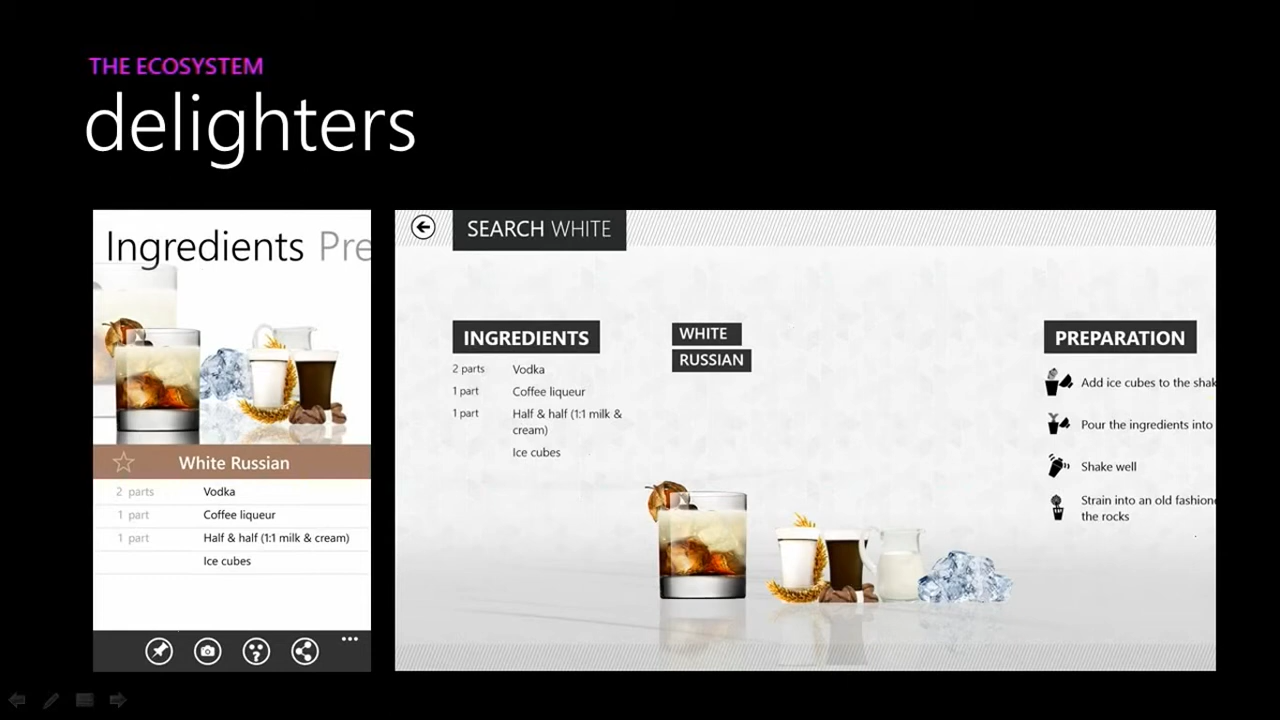 THE ECOSYSTEM
delighters
Ingredients Pre
White Russian
2 parts Vodka
1 part Coffee liqueur
1 part Half & half (1:1 milk & cream)
Ice cubes
SEARCH WHITE
INGREDIENTS
2 parts Vodka
1 part Coffee liqueur
1 part Half & half (1:1 milk &
cream)
Ice cubes
WHITE
RUSSIAN
PREPARATION
Add ice cubes to the shak
Pour the ingredients into
Shake well
Strain into an old fashione
the rocks